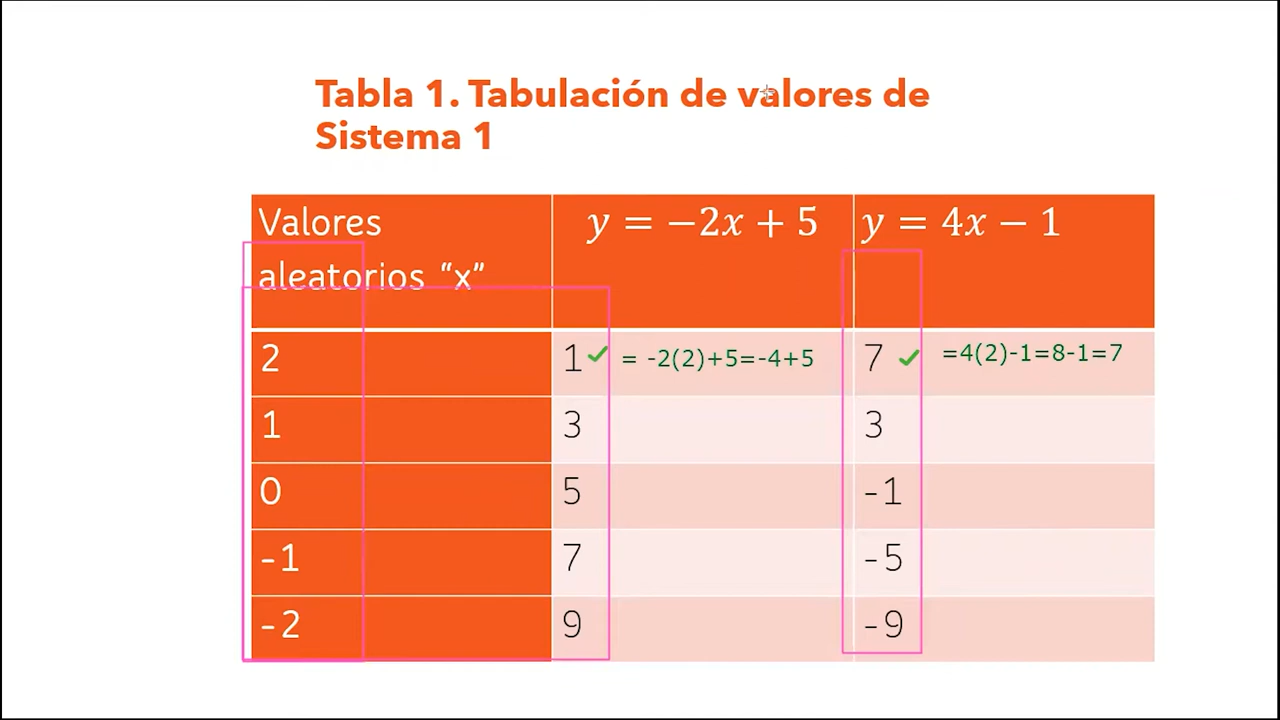 Tabla 1. Tabulación de valores de
Sistema 1
Valores
aleatorios “x”
y = −2x + 5
y = 4x − 1
2
1
= -2(2)+5=-4+5
7
=4(2)-1=8-1=7
1
3
3
0
5
-1
-1
7
-5
-2
9
-9